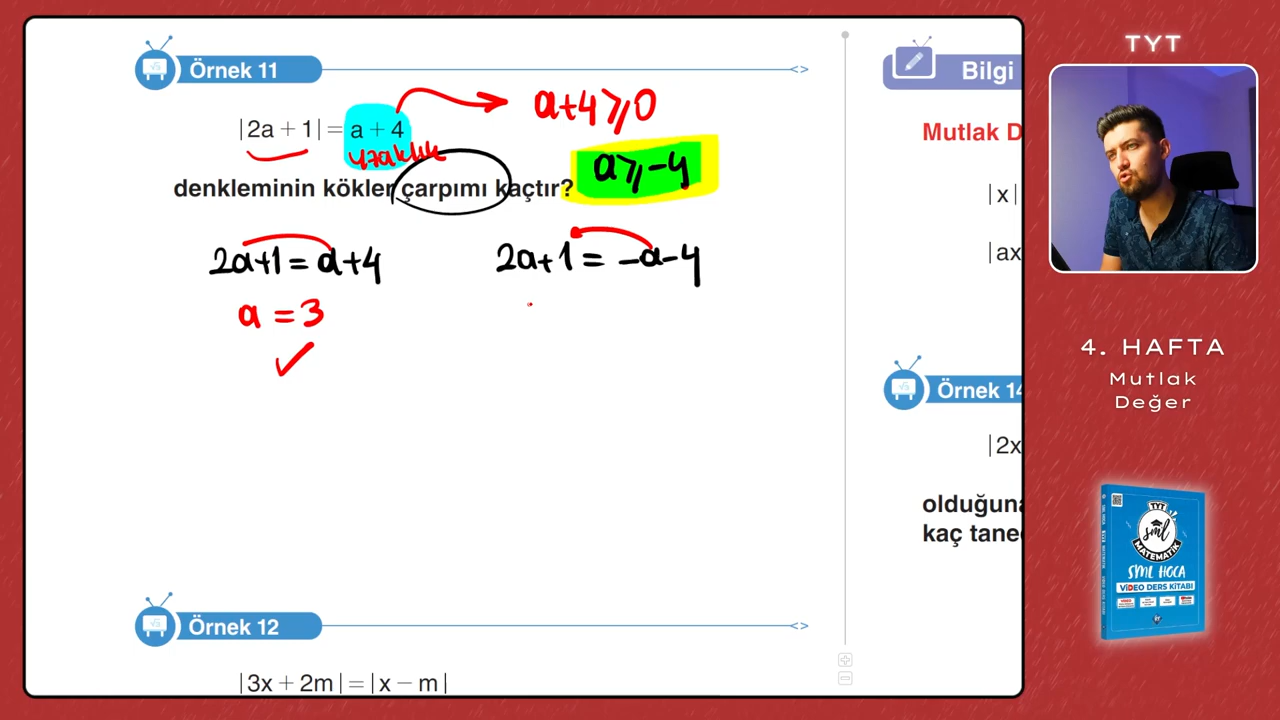 Örnek 11
|2a + 1| = a + 4
uzaklık
a+4⩾0
a⩾-4
denkleminin kökler çarpımı kaçtır?
2a+1=a+4
a=3
2a+1=-a-4
Örnek 12
|3x + 2m| = |x – m|
Bilgi
Mutlak D
|x|
|ax
Örnek 14
|2x
olduğuna
kaç taned
TYT
4. HAFTA
Mutlak
Değer
TYT
sml
MATEMATİK
SML HOCA
VİDEO DERS KİTABI